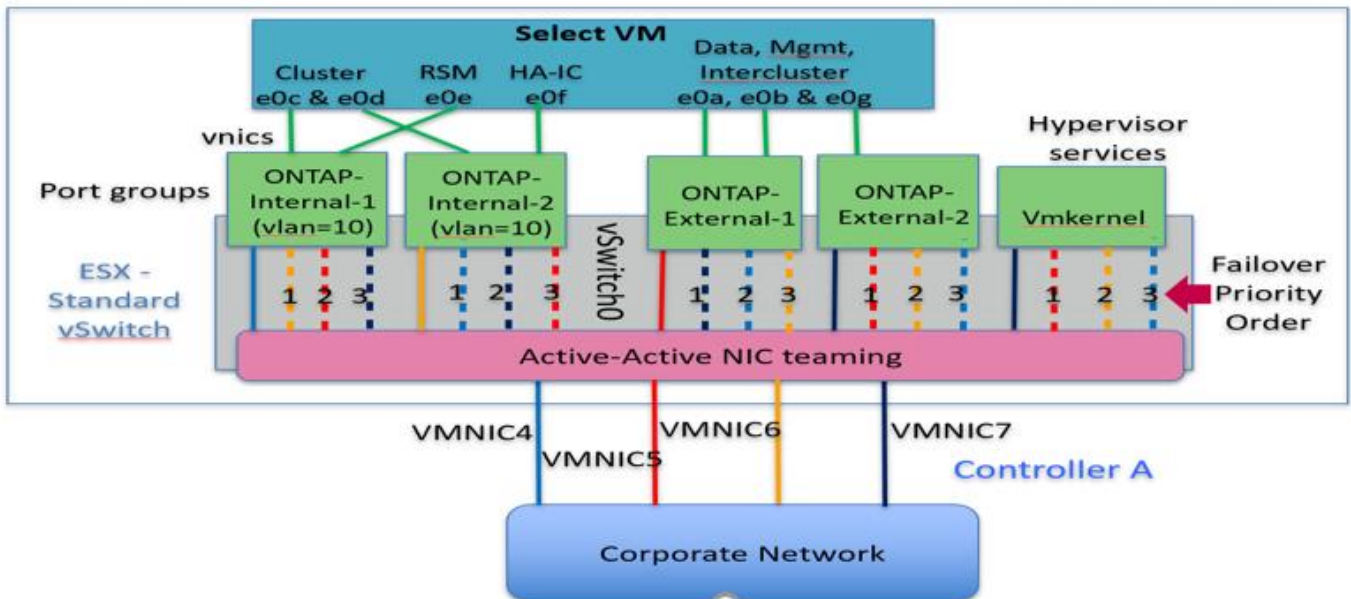 Select VM
Cluster
e0c & e0d
RSM
e0e
HA-IC
e0f
Data, Mgmt,
Intercluster
e0a, e0b & e0g
vnics
Hypervisor
services
Port groups
ONTAP-
Internal-1
(vlan=10)
ONTAP-
Internal-2
(vlan=10)
ONTAP-
External-1
ONTAP-
External-2
Vmkernel
ESX -
Standard
vSwitch
1 2 3
1 2 3
vSwitch0
1 2 3
1 2 3
1 2 3
Failover
Priority
Order
Active-Active NIC teaming
VMNIC4
VMNIC5
VMNIC6
VMNIC7
Controller A
Corporate Network